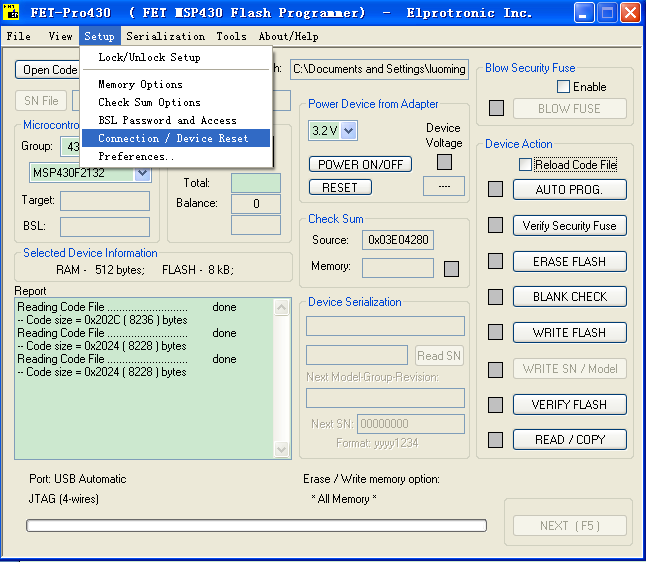 FET-Pro430 ( FET MSP430 Flash Programmer) - Elprotronic Inc.
File View Setup Serialization Tools About/Help
Lock/Unlock Setup
Memory Options
Check Sum Options
BSL Password and Access
Connection / Device Reset
Preferences..
Open Code
h: C:\Documents and Settings\luoming
SN File
Microcontro
Group: 43
MSP430F2132
Target:
BSL:
Total:
Balance: 0
Power Device from Adapter
3.2 V
Device
Voltage
POWER ON/OFF
RESET
----
Check Sum
Source: 0x03E04280
Memory:
Blow Security Fuse
Enable
BLOW FUSE
Device Action
Reload Code File
AUTO PROG.
Verify Security Fuse
ERASE FLASH
BLANK CHECK
WRITE FLASH
WRITE SN / Model
VERIFY FLASH
READ / COPY
Selected Device Information
RAM - 512 bytes; FLASH - 8 kB;
Report
Reading Code File .......................... done
-- Code size = 0x202C ( 8236 ) bytes
Reading Code File .......................... done
-- Code size = 0x2024 ( 8228 ) bytes
Reading Code File .......................... done
-- Code size = 0x2024 ( 8228 ) bytes
Device Serialization
Read SN
Next Model-Group-Revision:
Next SN: 00000000
Format: yyyy1234
Port: USB Automatic
JTAG (4-wires)
Erase / Write memory option:
* All Memory *
NEXT ( F5 )